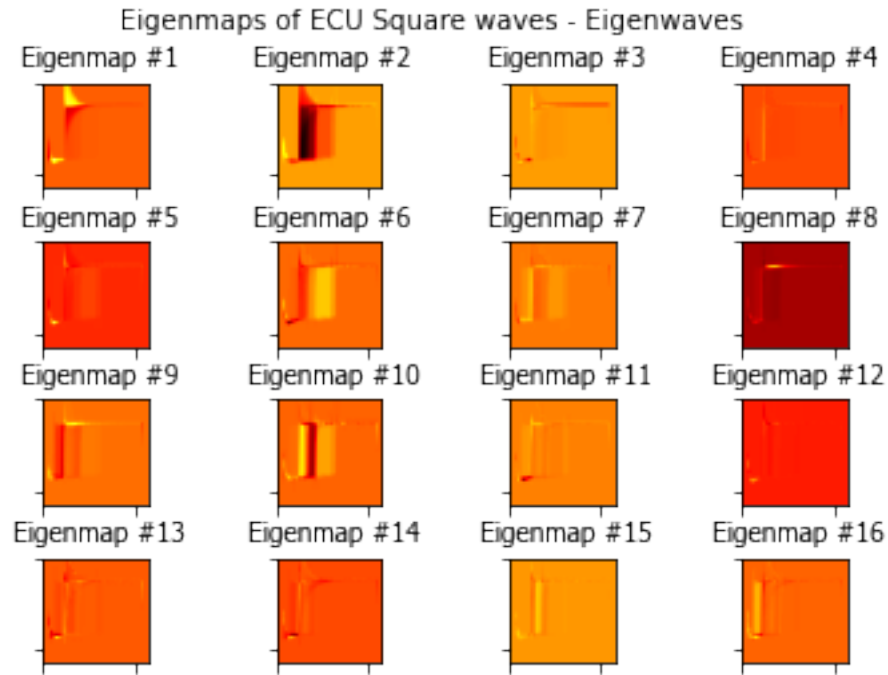 Eigenmaps of ECU Square waves - Eigenwaves
Eigenmap #1 Eigenmap #2 Eigenmap #3 Eigenmap #4
Eigenmap #5 Eigenmap #6 Eigenmap #7 Eigenmap #8
Eigenmap #9 Eigenmap #10 Eigenmap #11 Eigenmap #12
Eigenmap #13 Eigenmap #14 Eigenmap #15 Eigenmap #16